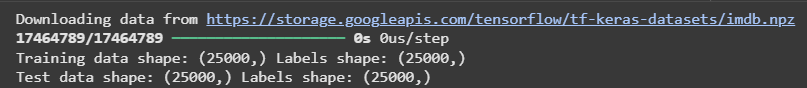 Downloading data from https://storage.googleapis.com/tensorflow/tf-keras-datasets/imdb.npz
17464789/17464789 ━━━━━━━━━━━━━━━━━━━━ 0s 0us/step
Training data shape: (25000,) Labels shape: (25000,)
Test data shape: (25000,) Labels shape: (25000,)